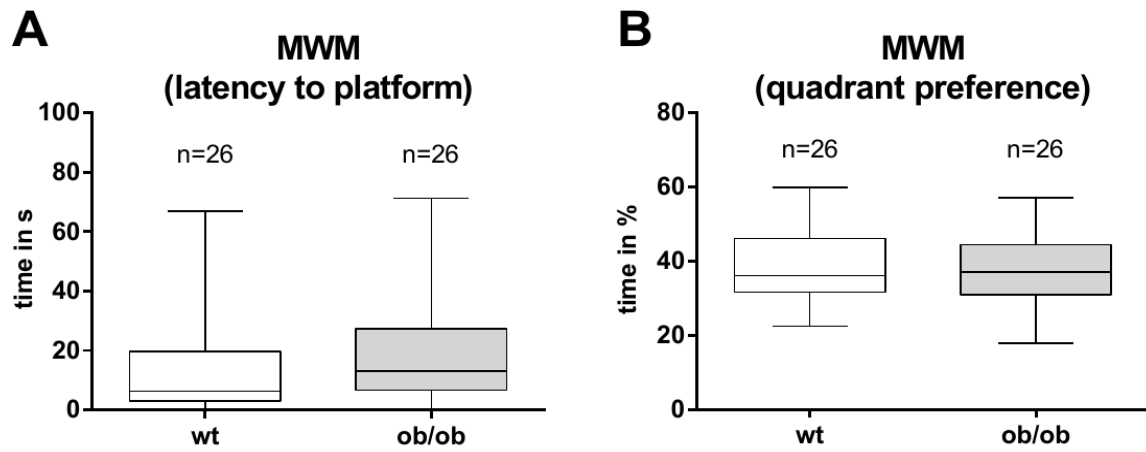 A
MWM
(latency to platform)
100
80
60
40
20
0
time in s
n=26
n=26
wt
ob/ob
B
MWM
(quadrant preference)
80
60
40
20
0
time in %
n=26
n=26
wt
ob/ob